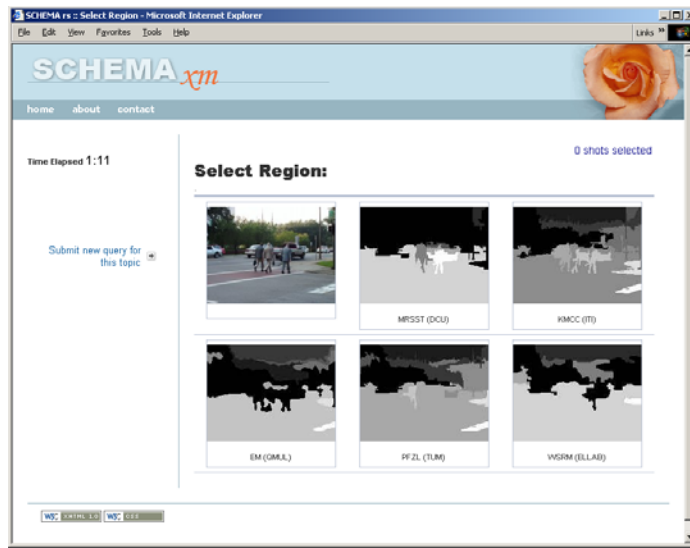 SCHEMA rs :: Select Region - Microsoft Internet Explorer
File Edit View Favorites Tools Help
Links »
SCHEMA xm
home about contact
0 shots selected
Time Elapsed 1:11
Select Region:
Submit new query for
this topic
MRSST (DCU)
KMCC (ITI)
EM (QMUL)
PFZL (TUM)
WSRM (ELLAB)
W3C XHTML 1.0
W3C CSS